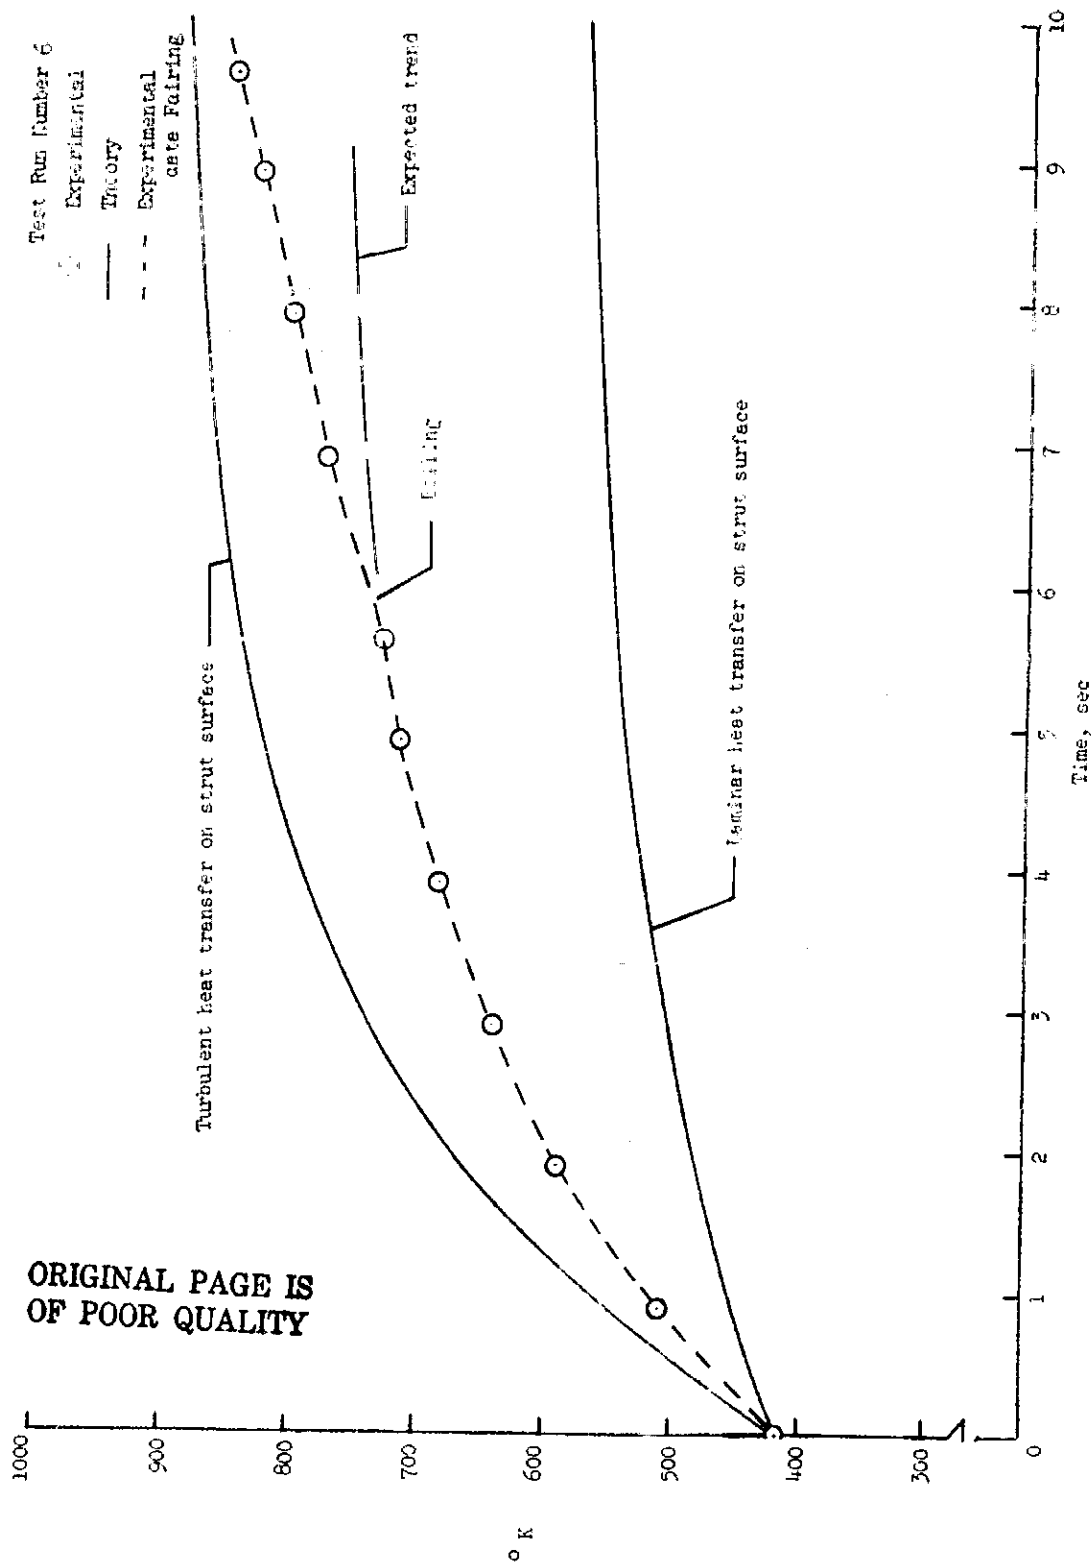 Test Run Number 6
Experimental
Theory
Experimental
date Fairing
Turbulent heat transfer on strut surface
Expected trend
Laminar heat transfer on strut surface
ORIGINAL PAGE IS
OF POOR QUALITY
1000
900
800
700
600
500
400
300
° K
0
1
2
3
4
5
6
7
8
9
10
Time, sec